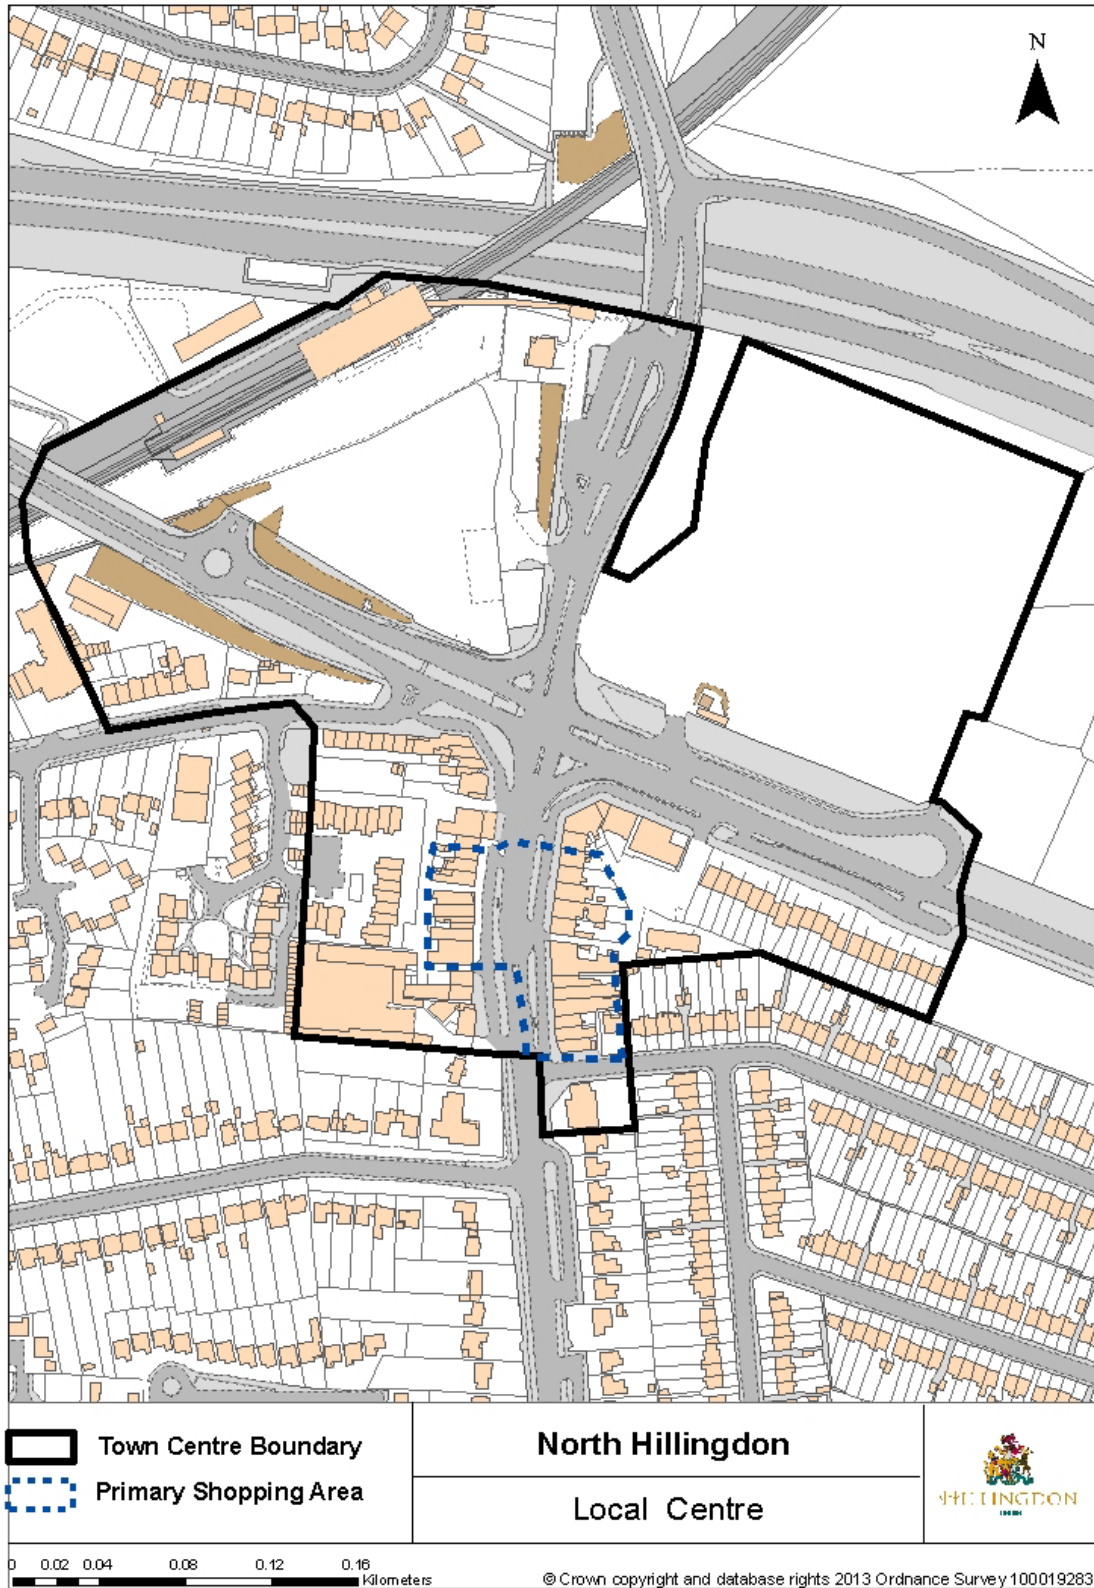 N
Town Centre Boundary
Primary Shopping Area
North Hillingdon
Local Centre
HILLINGDON
0 0.02 0.04 0.08 0.12 0.16
Kilometers
© Crown copyright and database rights 2013 Ordnance Survey 100019283